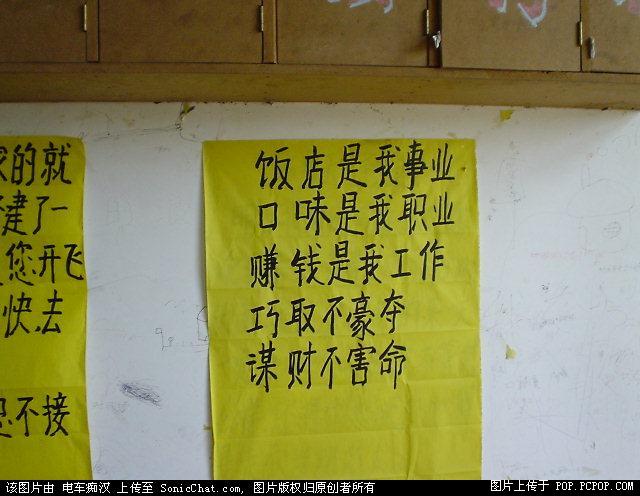 的就
建了一
您开飞
快去
不接
饭店是我事业
口味是我职业
赚钱是我工作
巧取不豪夺
谋财不害命
该图片由 电车痴汉 上传至 SonicChat.com, 图片版权归原创者所有
图片上传于 POP.PCPOP.COM